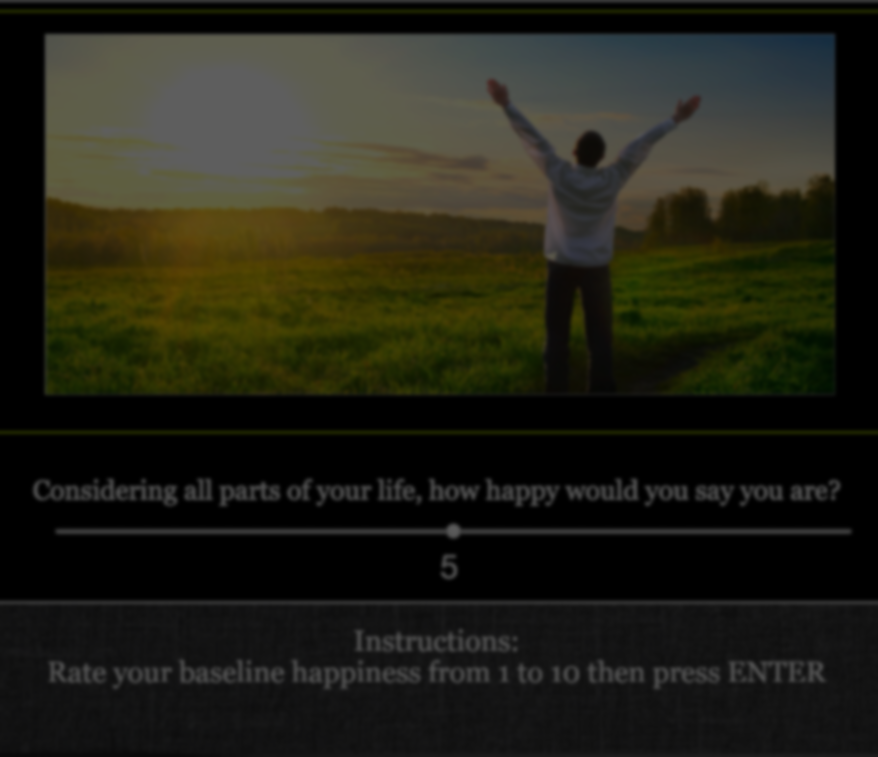 Considering all parts of your life, how happy would you say you are?
5
Instructions:
Rate your baseline happiness from 1 to 10 then press ENTER